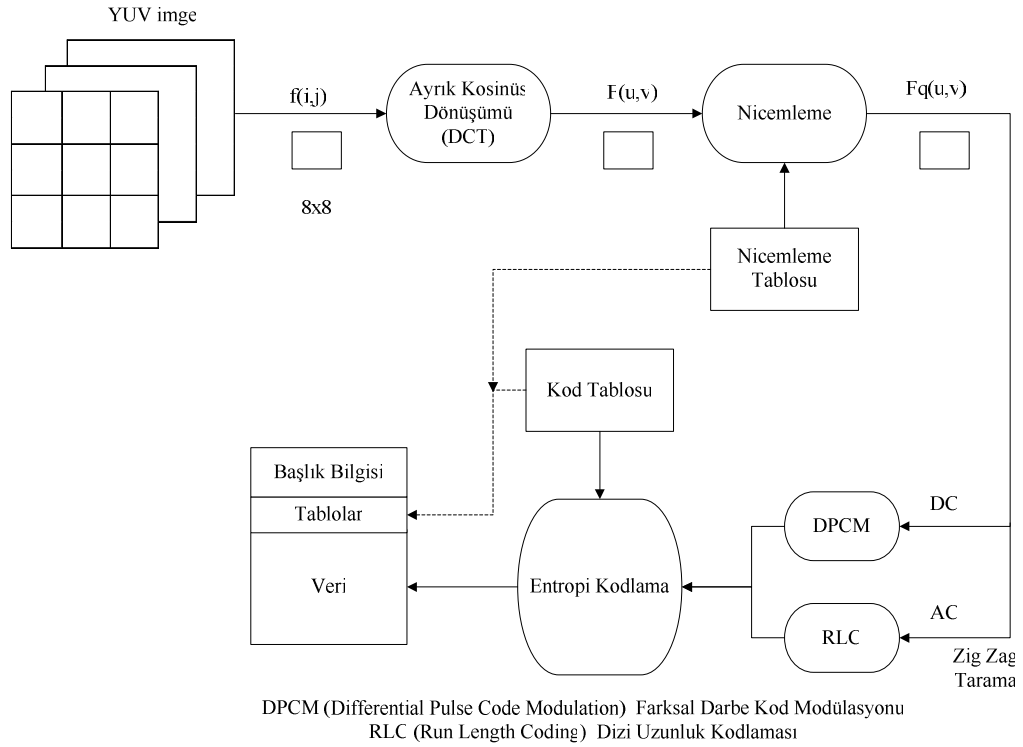 YUV imge
f(i,j)
8x8
Ayrık Kosinüs
Dönüşümü
(DCT)
F(u,v)
Nicemleme
Fq(u,v)
Nicemleme
Tablosu
Kod Tablosu
Başlık Bilgisi
Tablolar
Veri
Entropi Kodlama
DPCM
DC
RLC
AC
Zig Zag
Tarama
DPCM (Differential Pulse Code Modulation) Farksal Darbe Kod Modülasyonu
RLC (Run Length Coding) Dizi Uzunluk Kodlaması